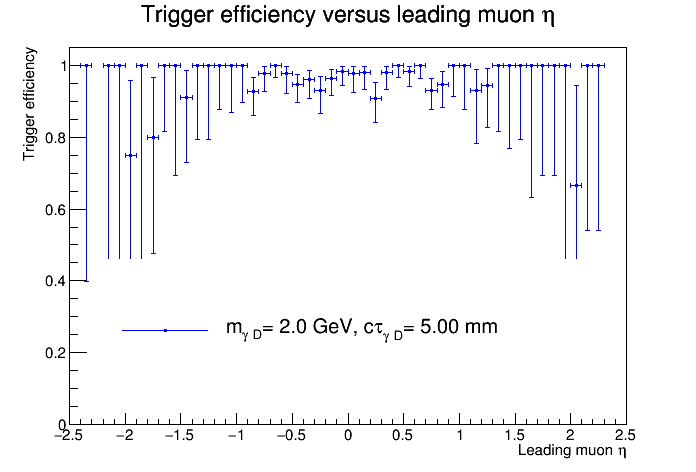 Trigger efficiency versus leading muon η
Trigger efficiency
1
0.8
0.6
0.4
0.2
0
m_γ D= 2.0 GeV, cτ_γ D= 5.00 mm
−2.5 −2 −1.5 −1 −0.5 0 0.5 1 1.5 2 2.5
Leading muon η